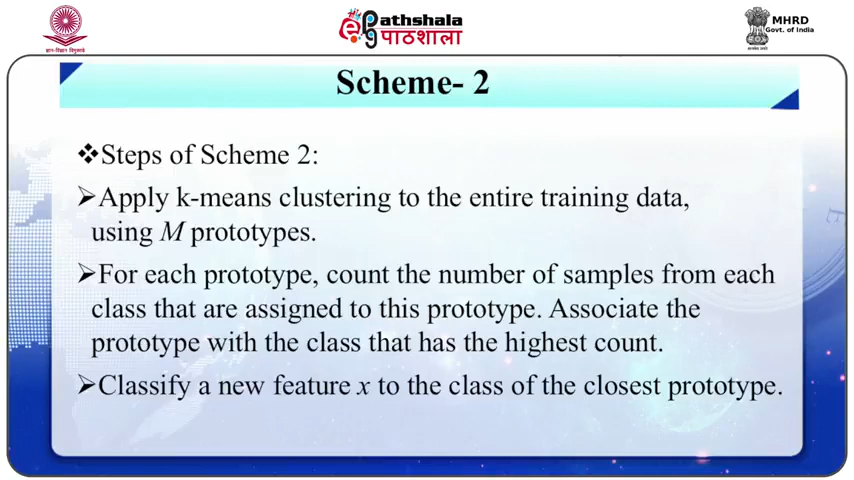 ज्ञान-विज्ञान विमुक्तये
epathshala
पाठशाला
MHRD
Govt. of India
Scheme- 2
❖Steps of Scheme 2:
➢Apply k-means clustering to the entire training data,
using M prototypes.
➢For each prototype, count the number of samples from each
class that are assigned to this prototype. Associate the
prototype with the class that has the highest count.
➢Classify a new feature x to the class of the closest prototype.